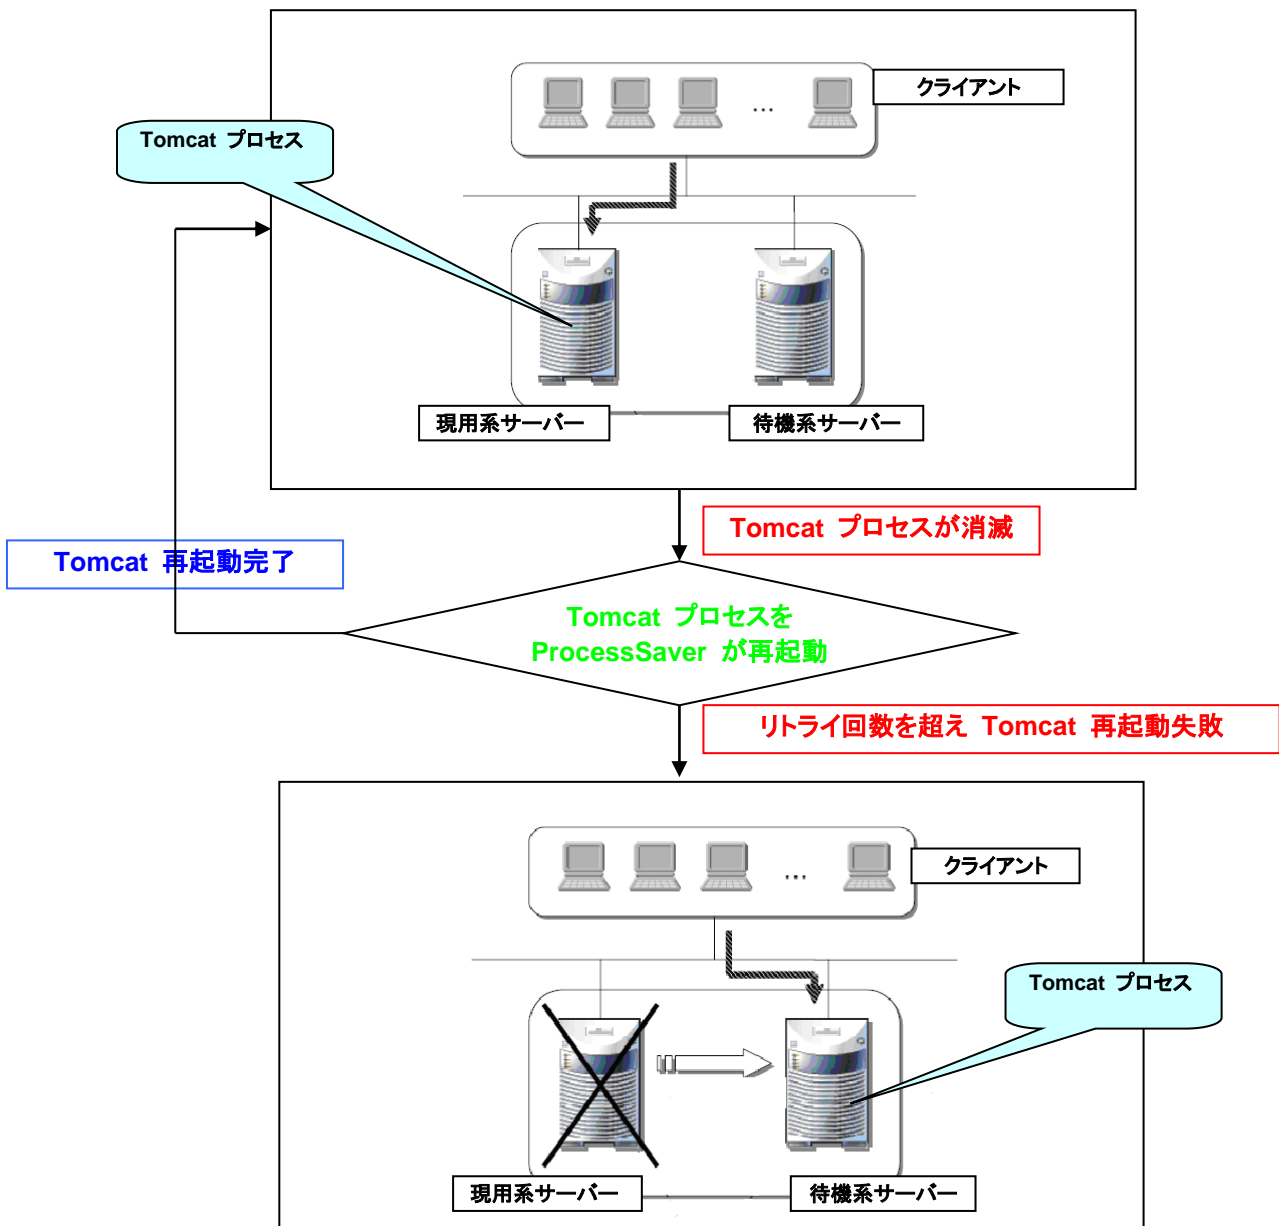 クライアント
Tomcat プロセス
現用系サーバー
待機系サーバー
Tomcat プロセスが消滅
Tomcat 再起動完了
Tomcat プロセスを
ProcessSaver が再起動
リトライ回数を超え Tomcat 再起動失敗
クライアント
Tomcat プロセス
現用系サーバー
待機系サーバー